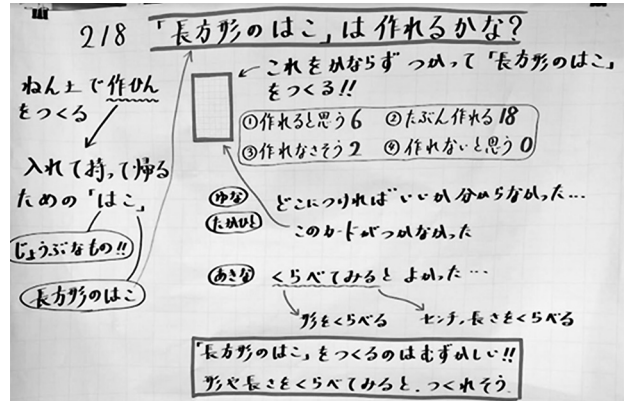 2/8 「長方形のはこ」は作れるかな?
ねん土で作ひん
をつくる
入れて持って帰る
ための「はこ」
じょうぶなもの!!
長方形のはこ
これをかならず つかって「長方形のはこ」
をつくる!!
①作れると思う6 ②たぶん作れる18
③作れなさそう2 ④作れないと思う0
ゆな
たかひと
どこにつければいいか分からなかった…
このカードがつかなかった
あきな
くらべてみると よかった…
形をくらべる
センチ,長さをくらべる
「長方形のはこ」をつくるのはむずかしい!!
形や長さをくらべてみると、つくれそう